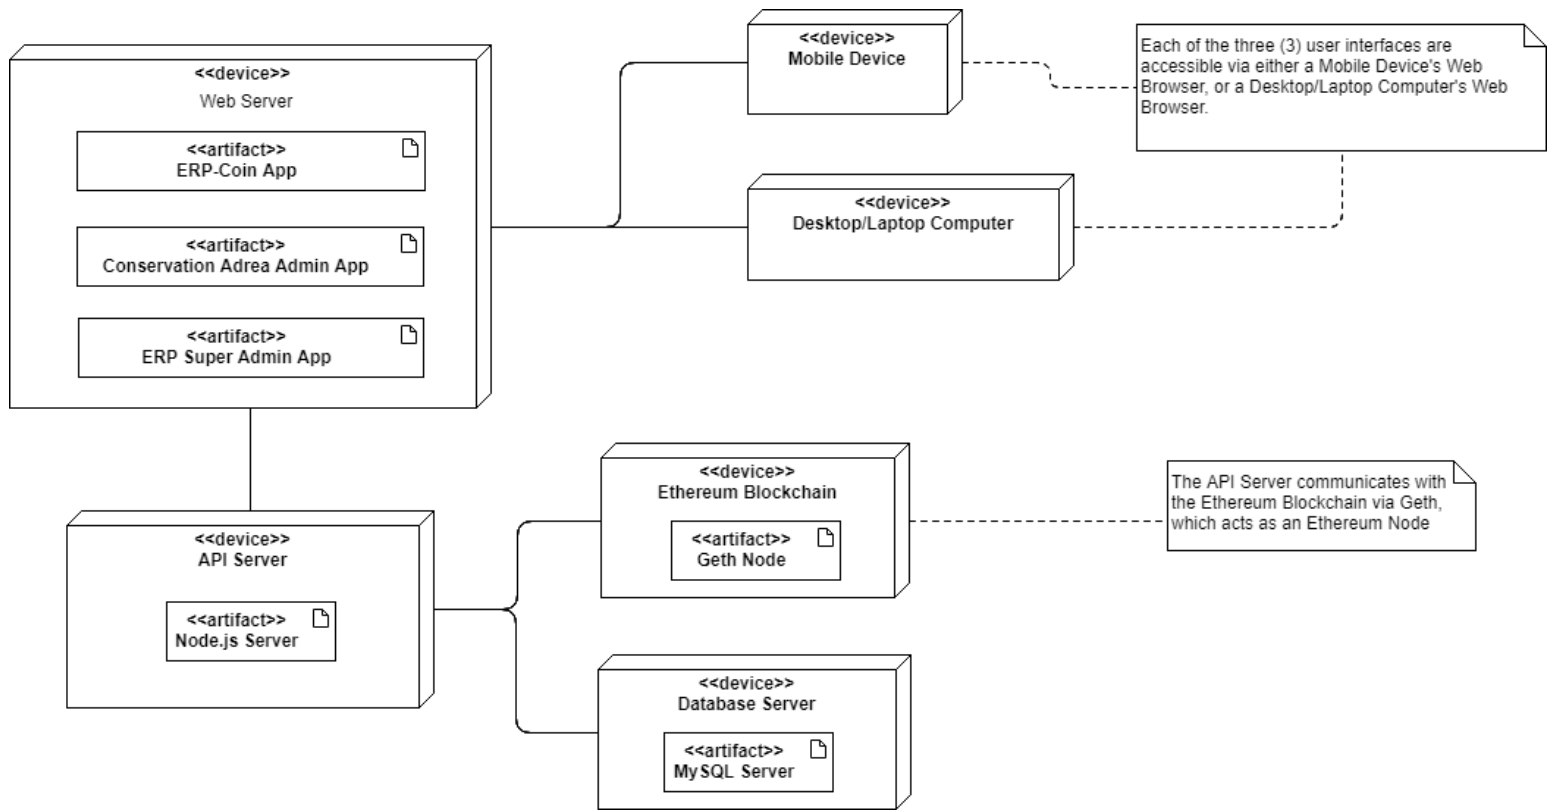 <<device>>
Web Server
<<artifact>>
ERP-Coin App
<<artifact>>
Conservation Adrea Admin App
<<artifact>>
ERP Super Admin App
<<device>>
Mobile Device
<<device>>
Desktop/Laptop Computer
Each of the three (3) user interfaces are
accessible via either a Mobile Device's Web
Browser, or a Desktop/Laptop Computer's Web
Browser.
<<device>>
API Server
<<artifact>>
Node.js Server
<<device>>
Ethereum Blockchain
<<artifact>>
Geth Node
The API Server communicates with
the Ethereum Blockchain via Geth,
which acts as an Ethereum Node
<<device>>
Database Server
<<artifact>>
MySQL Server